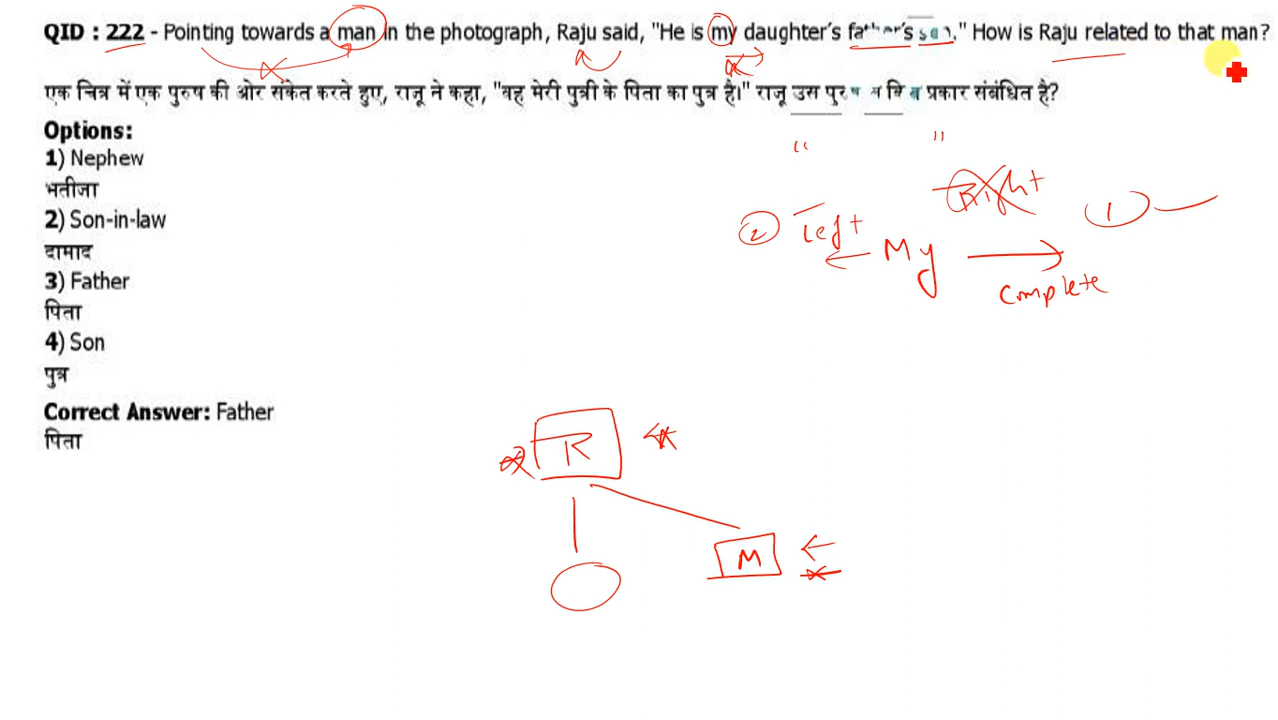 QID : 222 - Pointing towards a man in the photograph, Raju said, "He is my daughter's father's son." How is Raju related to that man?
एक चित्र में एक पुरुष की ओर संकेत करते हुए, राजू ने कहा, "वह मेरी पुत्री के पिता का पुत्र है।" राजू उस पुरुष से किस प्रकार संबंधित है?
Options:
1) Nephew
भतीजा
2) Son-in-law
दामाद
3) Father
पिता
4) Son
पुत्र
Correct Answer: Father
पिता
Right
1
2 Left
My
Complete
R
M